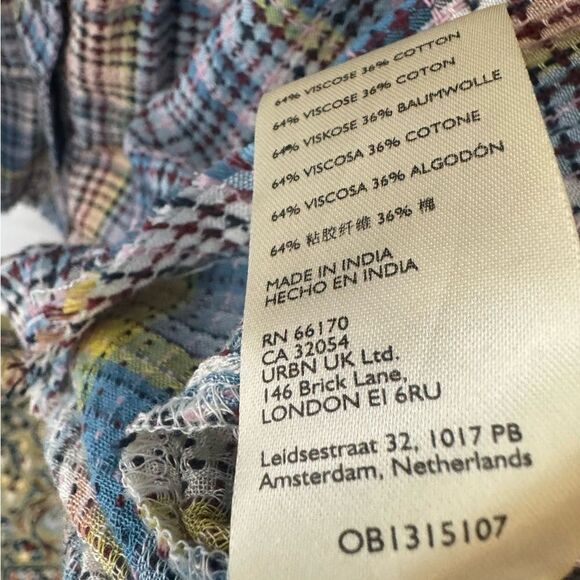 64% VISCOSE 36% COTTON
64% VISCOSE 36% COTON
64% VISKOSE 36% BAUMWOLLE
64% VISCOSA 36% COTONE
64% VISCOSA 36% ALGODÓN
64% 粘胶纤维 36% 棉
MADE IN INDIA
HECHO EN INDIA
RN 66170
CA 32054
URBN UK Ltd.
146 Brick Lane,
LONDON E1 6RU
Leidsestraat 32, 1017 PB
Amsterdam, Netherlands
OB1315107